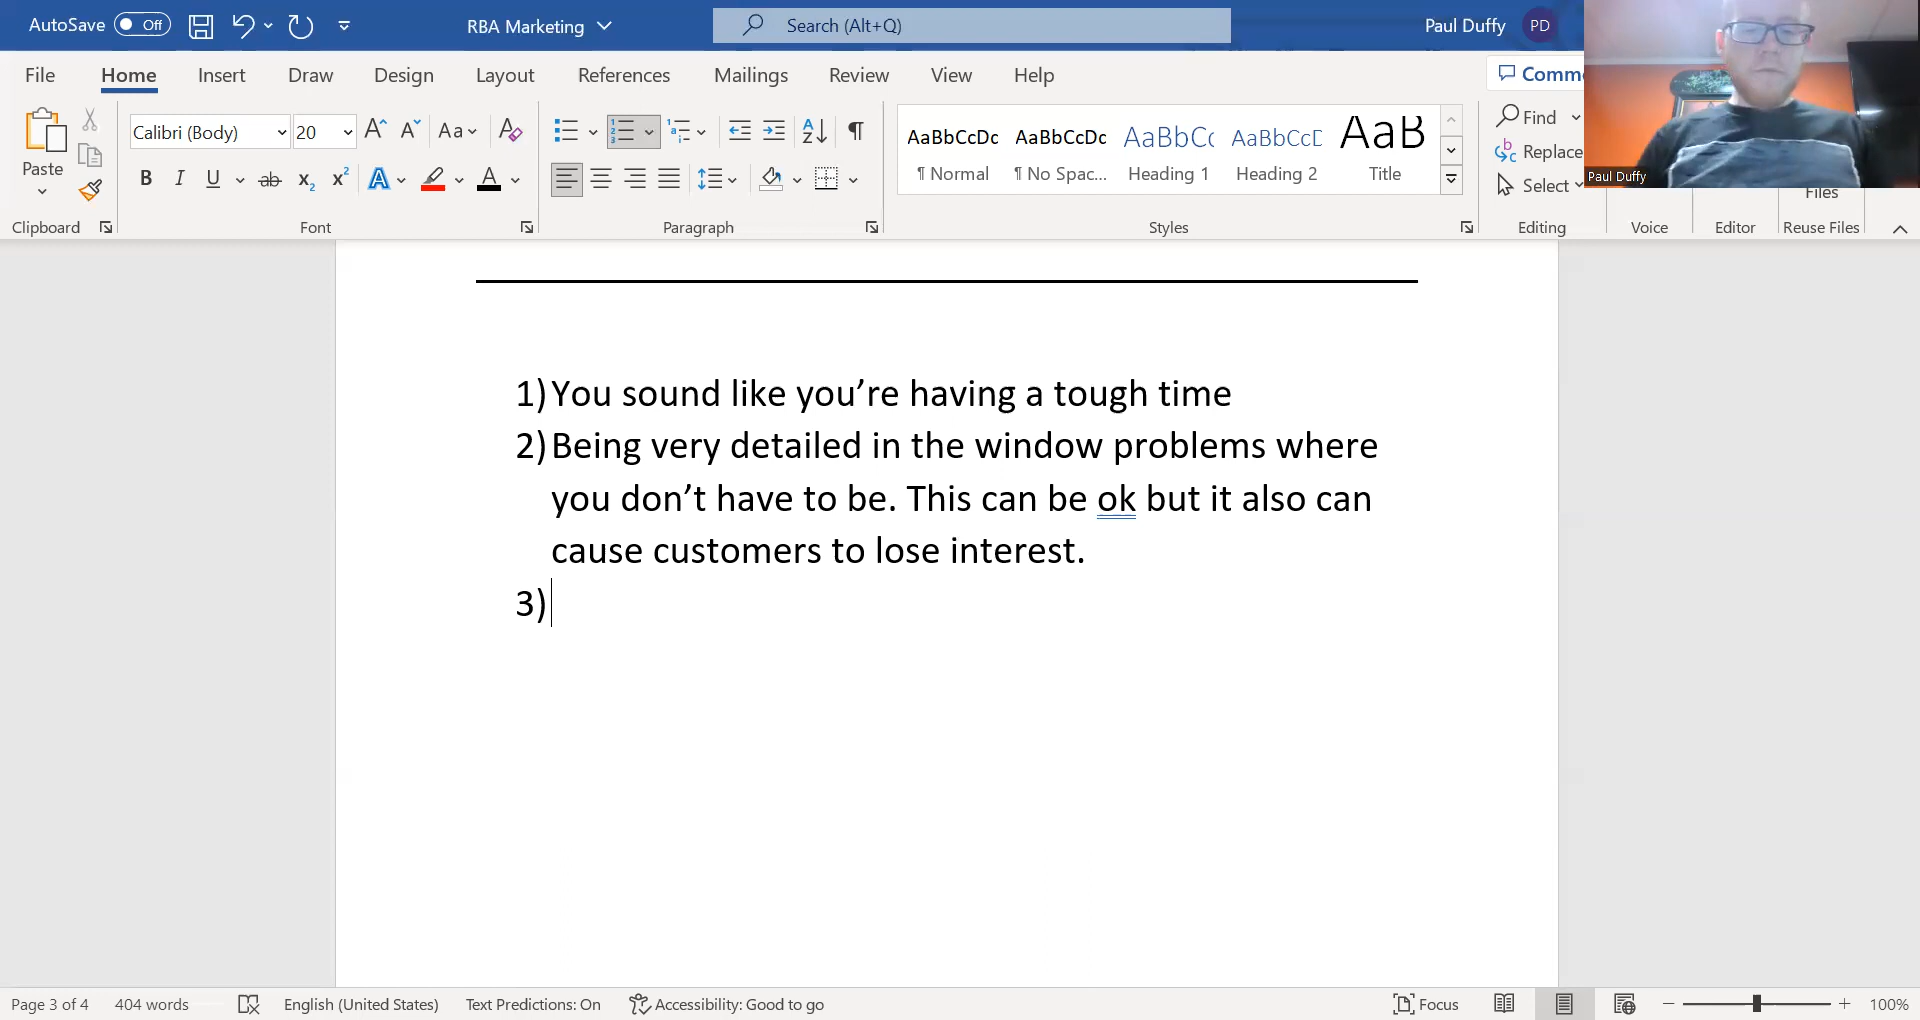 AutoSave Off RBA Marketing Search (Alt+Q) Paul Duffy PD
File Home Insert Draw Design Layout References Mailings Review View Help
Paste
Clipboard
Calibri (Body) 20
Aa
B I U ab x2 x2 A A
Font
Paragraph
AaBbCcDc AaBbCcDc AaBbC AaBbCcD AaB
¶ Normal ¶ No Spac... Heading 1 Heading 2 Title
Styles
Find
Replace
Select
Editing
Voice
Editor
Files
Reuse Files
Paul Duffy
1) You sound like you’re having a tough time
2) Being very detailed in the window problems where
you don’t have to be. This can be ok but it also can
cause customers to lose interest.
3)
Page 3 of 4 404 words English (United States) Text Predictions: On Accessibility: Good to go Focus 100%